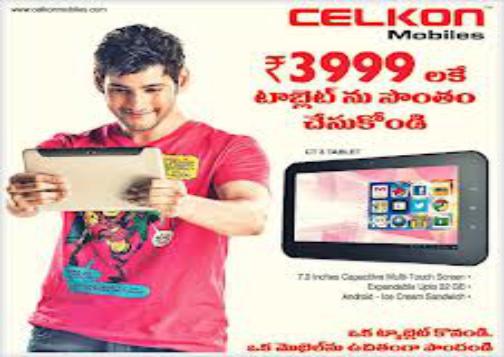 www.celkonmobiles.com
CELKON
Mobiles
₹3999 లకే
టాబ్లెట్ ను సొంతం
చేసుకోండి
CT 2 TABLET
7.0 Inches Capacitive Multi-Touch Screen •
Expandable Upto 32 GB •
Android - Ice Cream Sandwich •
ఒక ట్యాబ్లెట్ కొనండి.
ఒక మొబైల్‌ను ఉచితంగా పొందండి